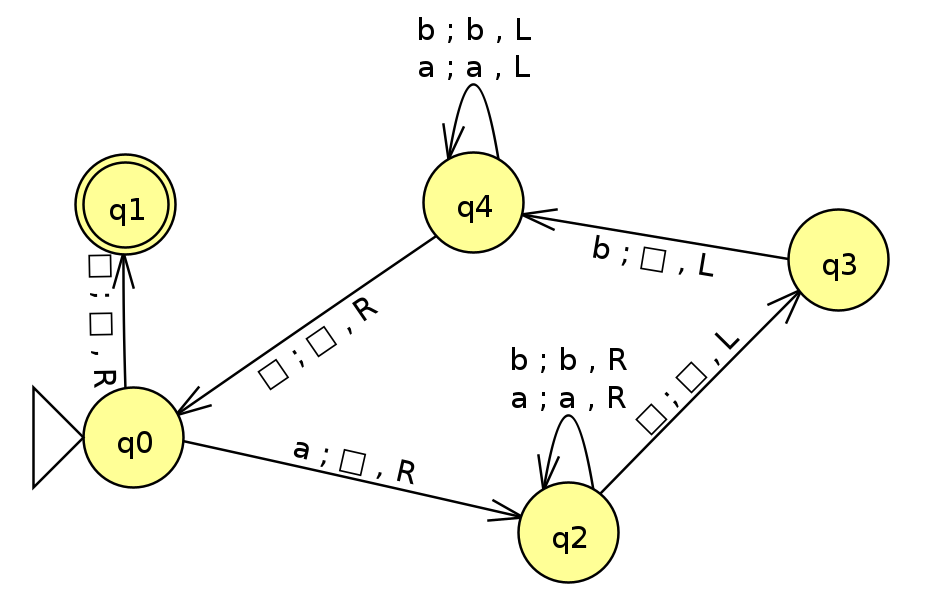 b ; b , L
a ; a , L
q1
q4
□ ; □ , R
b ; □ , L
q3
□ ; □ , R
b ; b , R
a ; a , R
□ ; □ , L
q0
a ; □ , R
q2